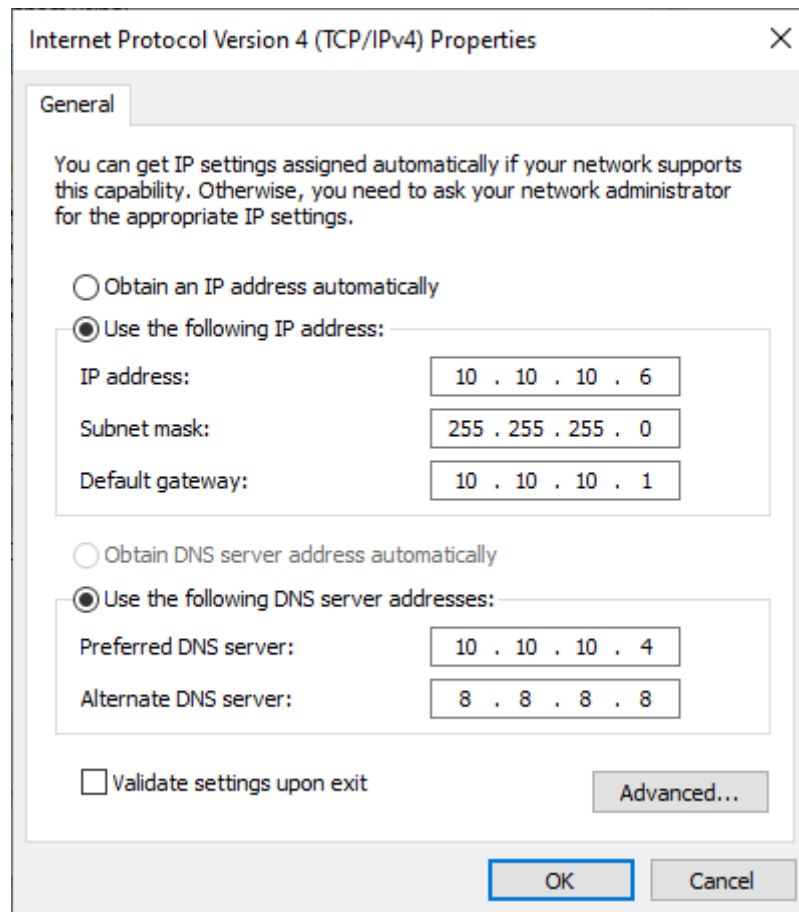 Internet Protocol Version 4 (TCP/IPv4) Properties
General
You can get IP settings assigned automatically if your network supports
this capability. Otherwise, you need to ask your network administrator
for the appropriate IP settings.
Obtain an IP address automatically
Use the following IP address:
IP address: 10 . 10 . 10 . 6
Subnet mask: 255 . 255 . 255 . 0
Default gateway: 10 . 10 . 10 . 1
Obtain DNS server address automatically
Use the following DNS server addresses:
Preferred DNS server: 10 . 10 . 10 . 4
Alternate DNS server: 8 . 8 . 8 . 8
Validate settings upon exit
Advanced...
OK Cancel